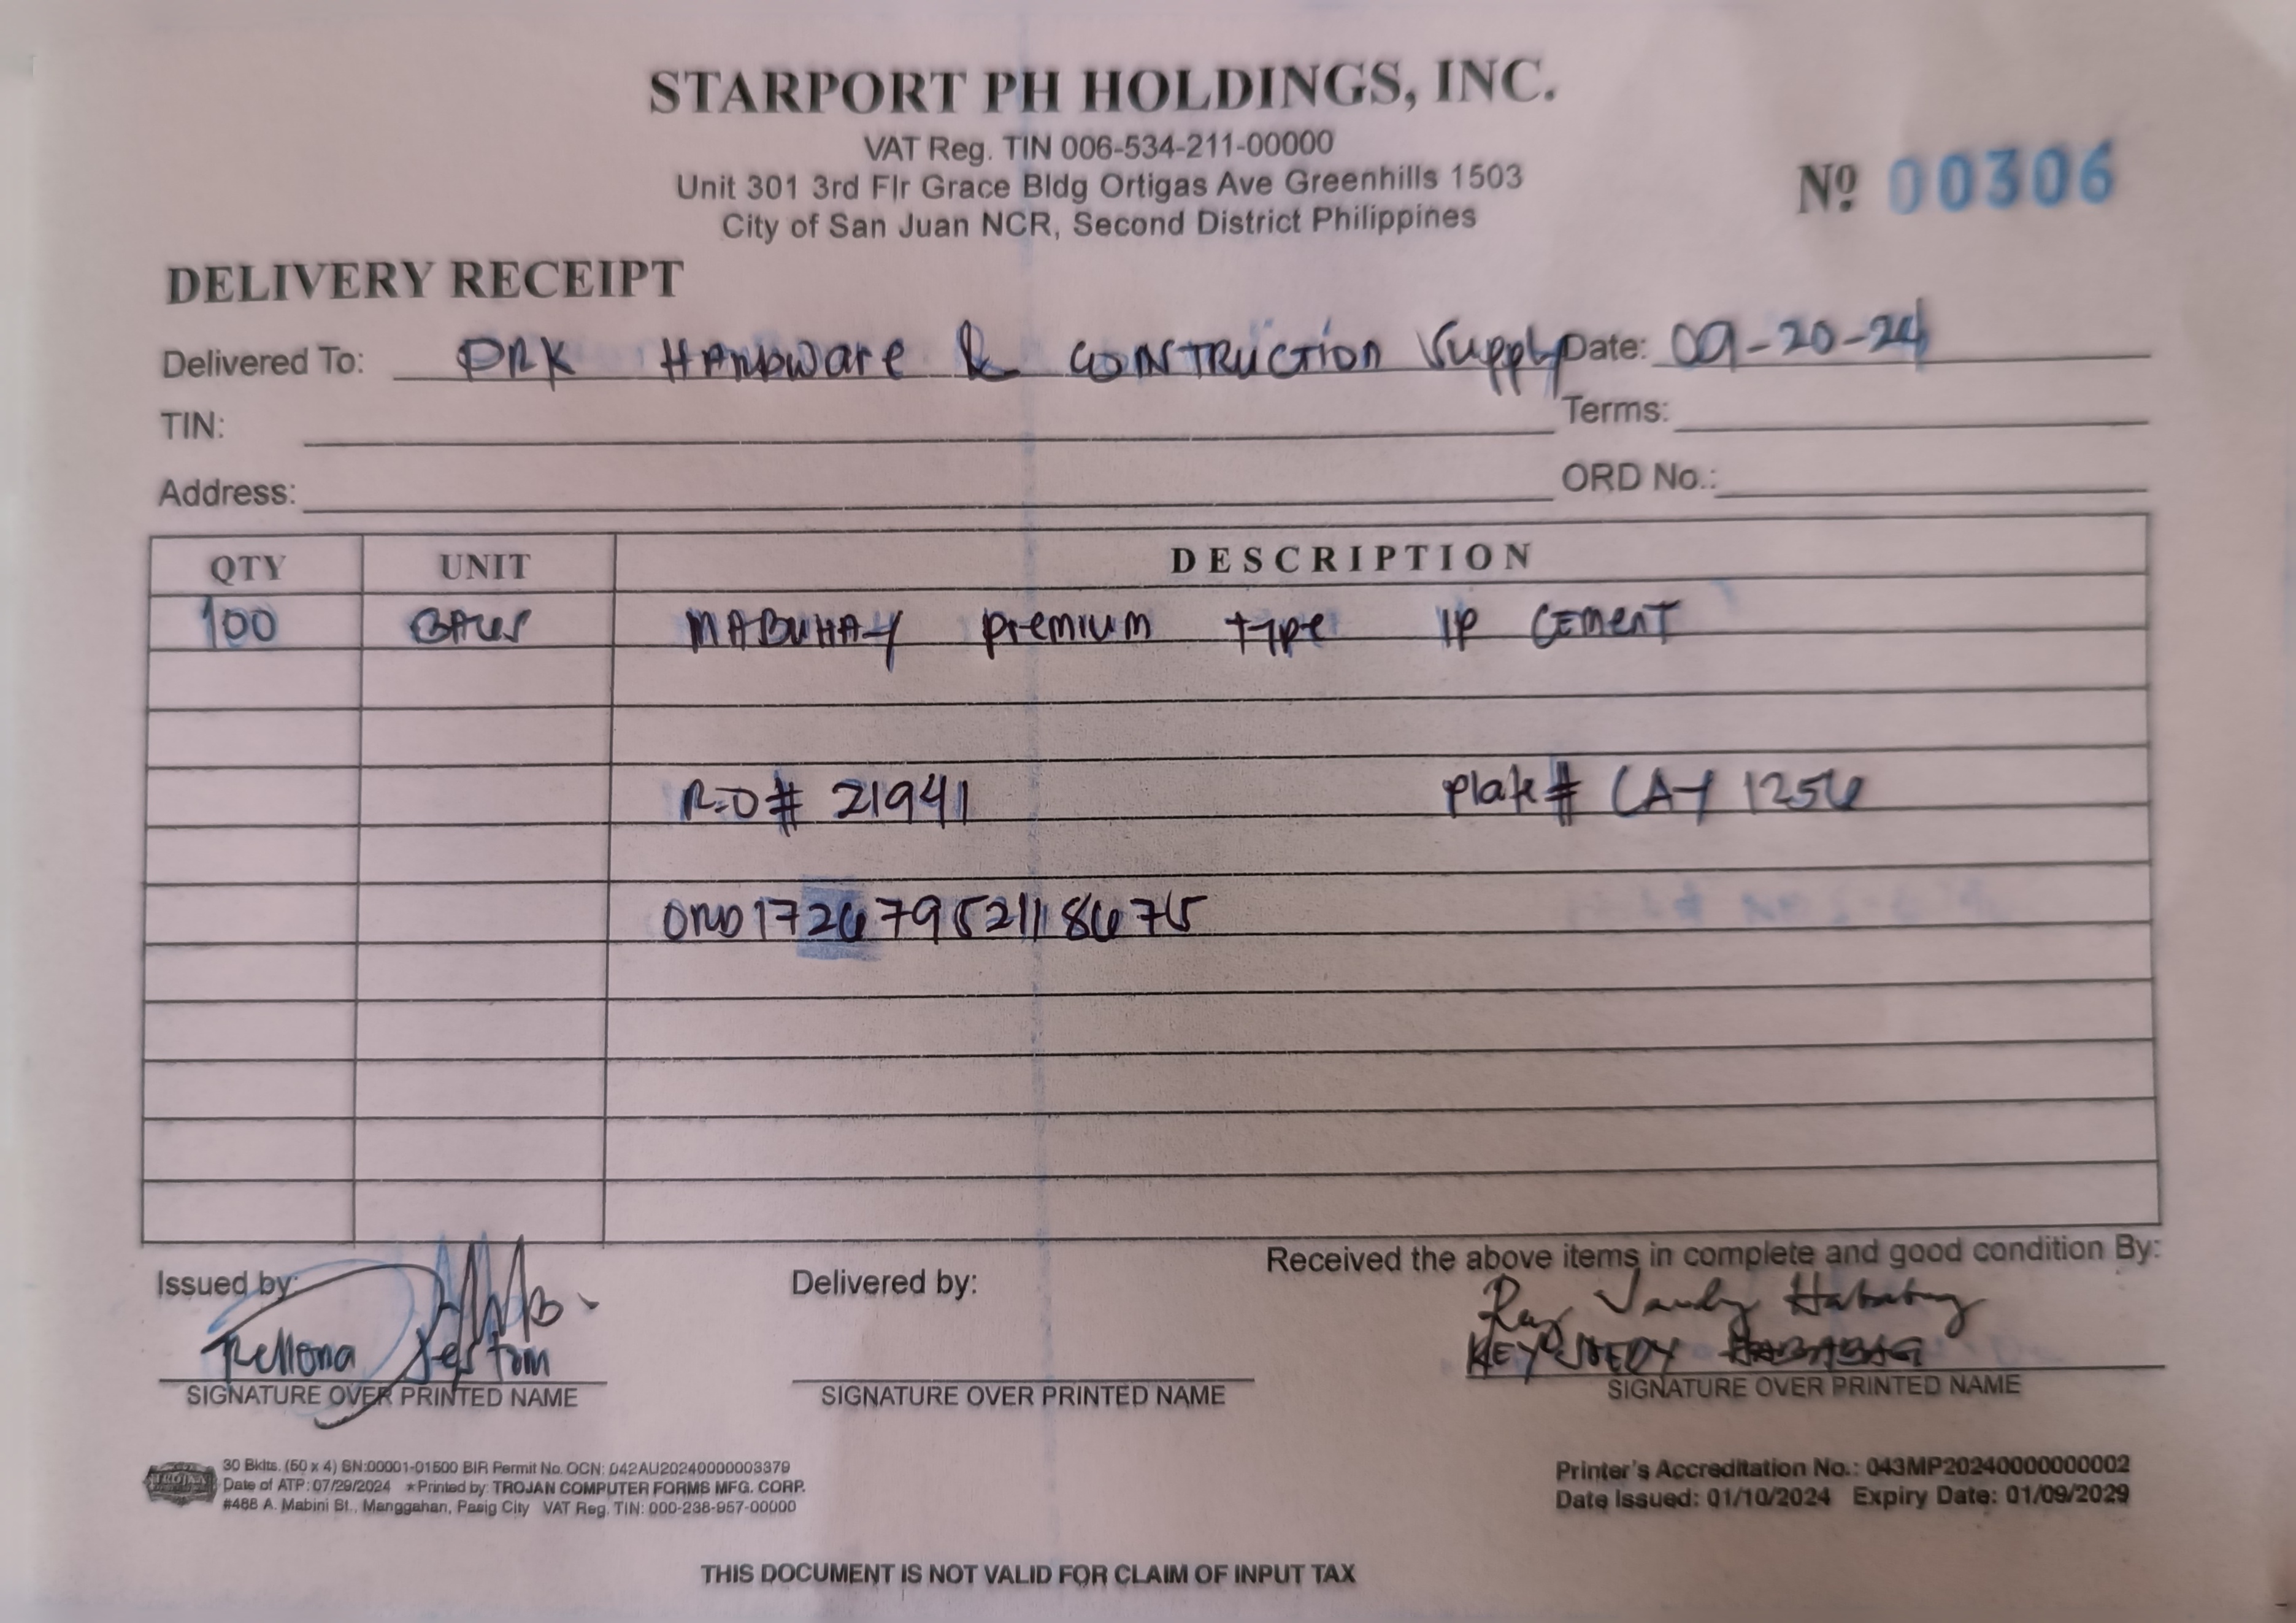 STARPORT PH HOLDINGS, INC.
VAT Reg. TIN 006-534-211-00000
Unit 301 3rd Flr Grace Bldg Ortigas Ave Greenhills 1503
City of San Juan NCR, Second District Philippines
Nº 00306
DELIVERY RECEIPT
Delivered To: DRK Hardware & CONTRUCTION Supply Date: 09-20-24
TIN: Terms:
Address: ORD No.:
QTY UNIT DESCRIPTION
100 BAGS MABUHAY premium type 1P CEMENT
R.O# 21941 plate# CAY 1256
ORD17267952118675
Issued by: Delivered by: Received the above items in complete and good condition By:
Rellona
SIGNATURE OVER PRINTED NAME SIGNATURE OVER PRINTED NAME SIGNATURE OVER PRINTED NAME
30 Bklts. (50 x 4) SN:00001-01500 BIR Permit No. OCN: 042AU20240000003379
Date of ATP: 07/29/2024 *Printed by: TROJAN COMPUTER FORMS MFG. CORP.
#488 A. Mabini St., Manggahan, Pasig City VAT Reg. TIN: 000-238-957-00000
Printer's Accreditation No.: 043MP20240000000002
Date Issued: 01/10/2024 Expiry Date: 01/09/2029
THIS DOCUMENT IS NOT VALID FOR CLAIM OF INPUT TAX